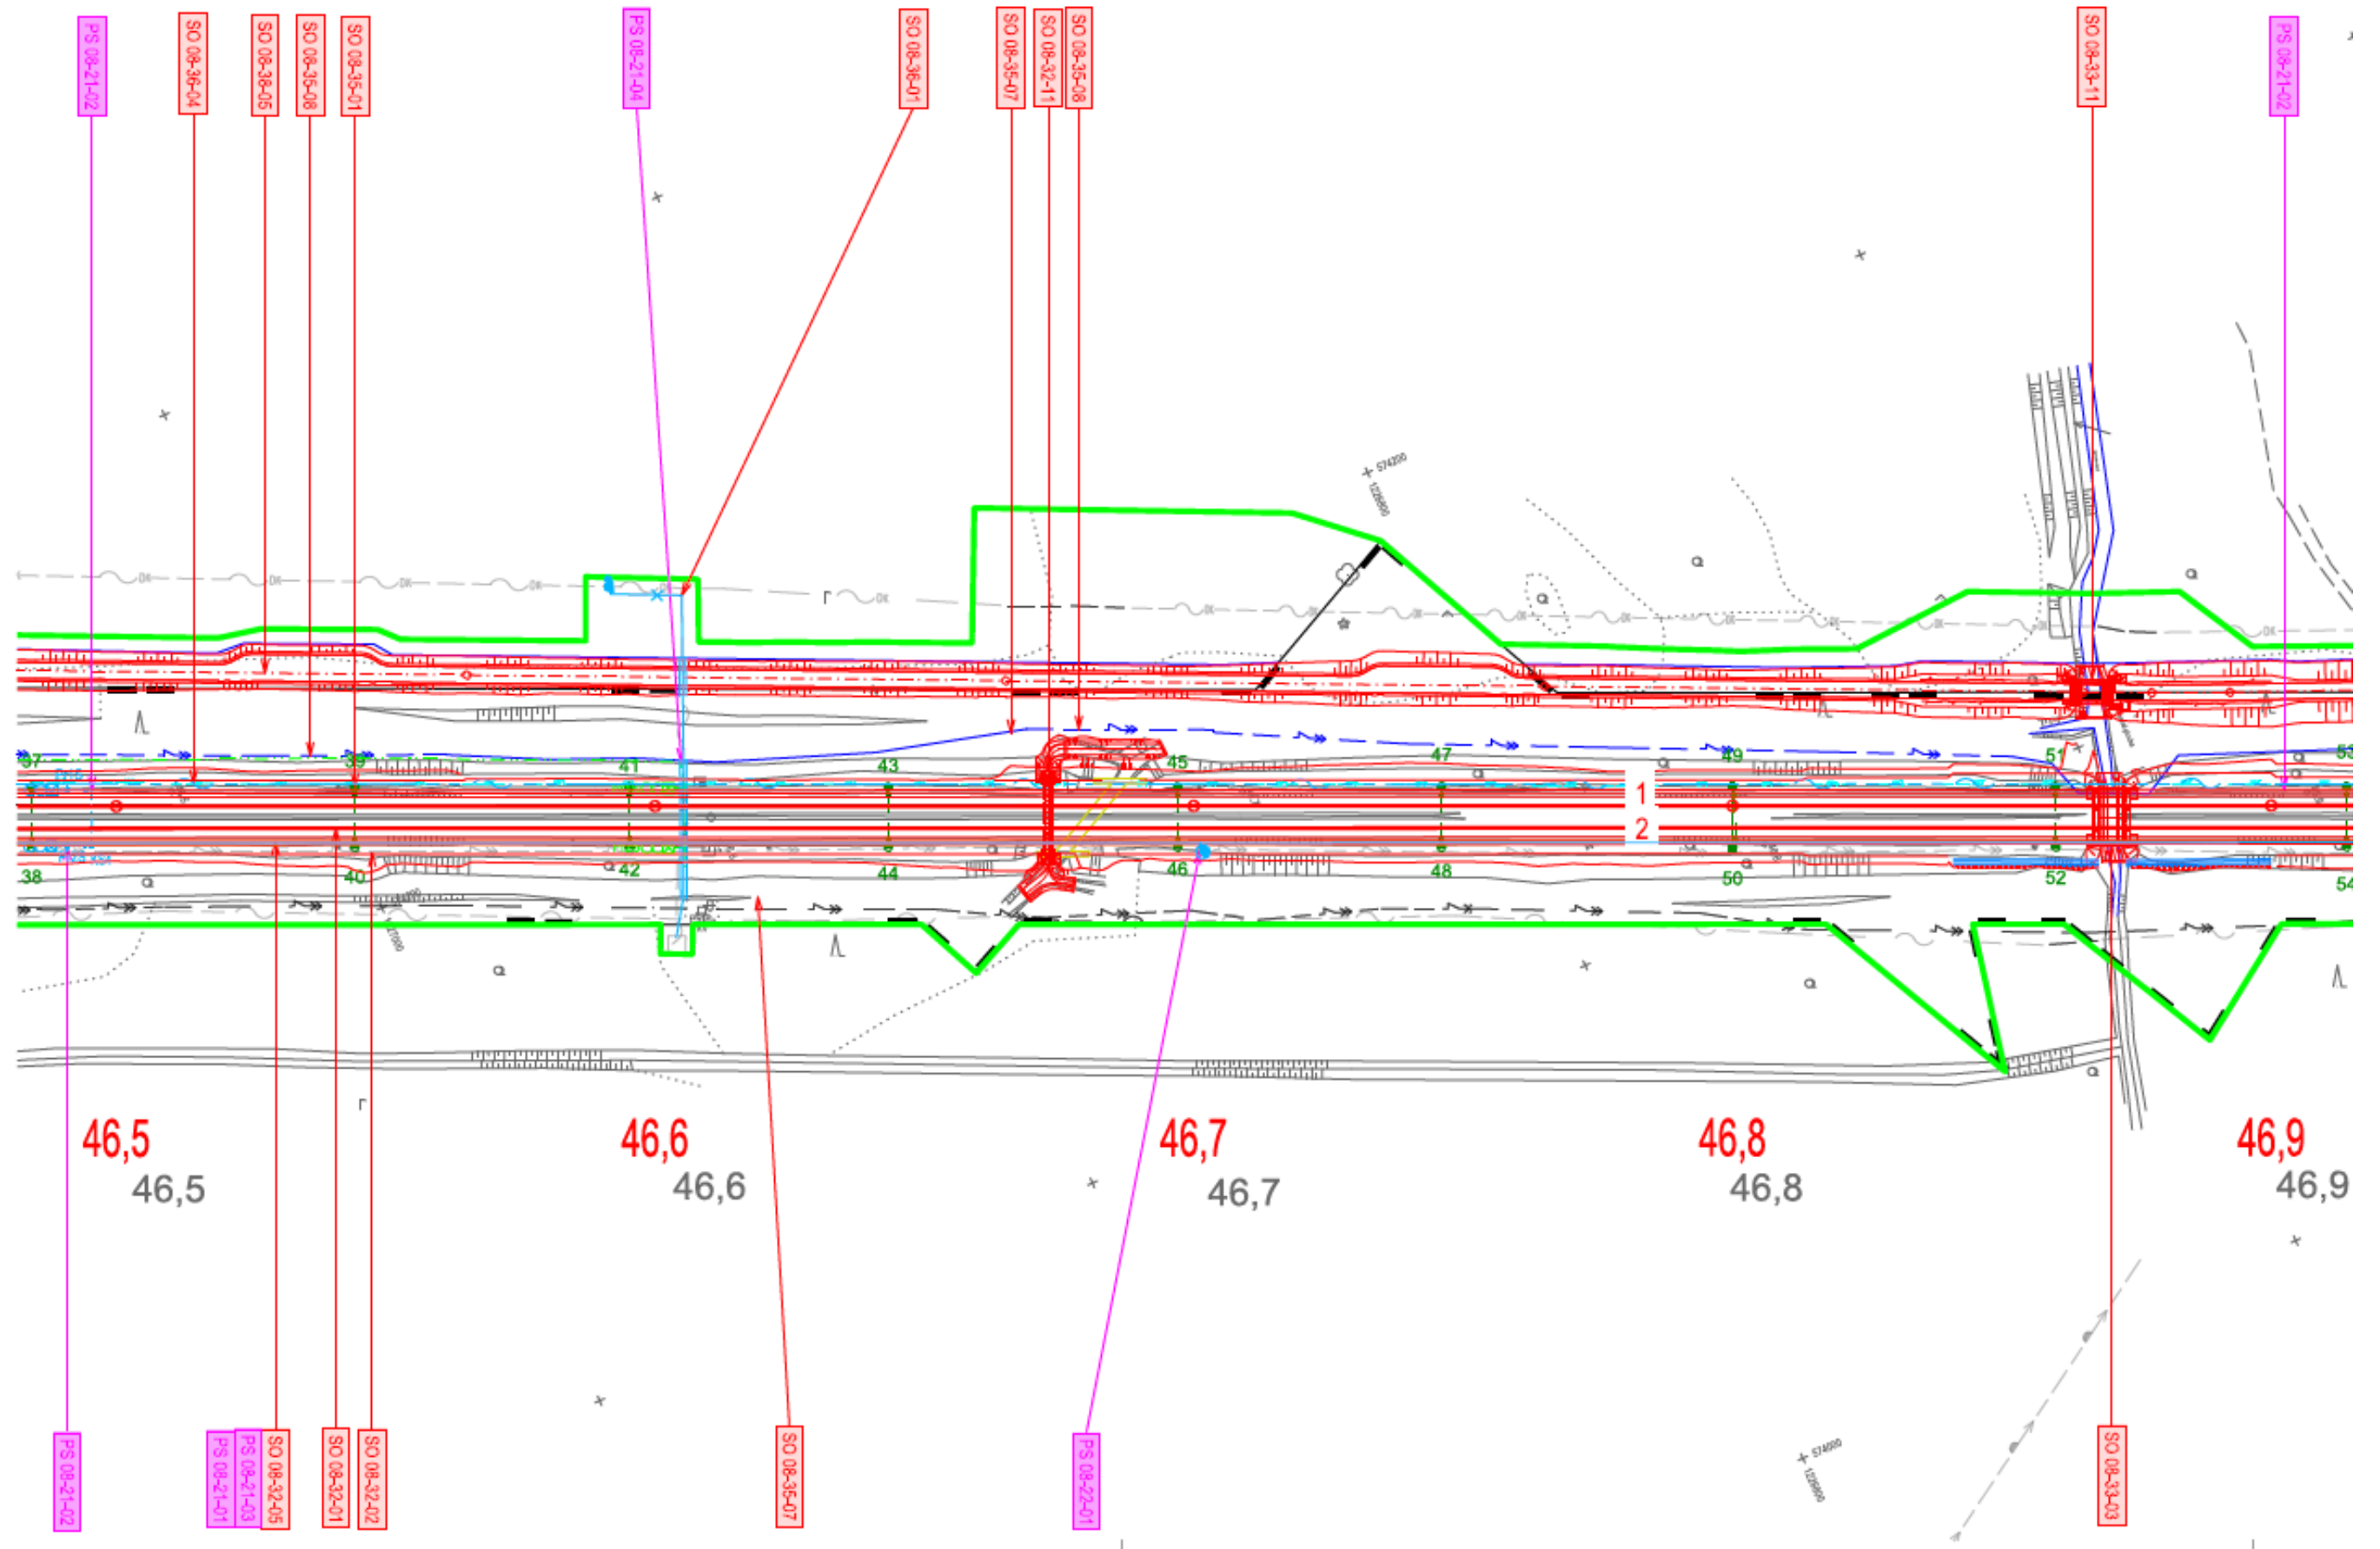 PS 08-21-02
SO 08-36-04
SO 08-38-05
SO 08-35-08
SO 08-35-01
PS 08-21-04
SO 08-36-01
SO 08-35-07
SO 08-32-11
SO 08-35-08
SO 08-33-11
PS 08-21-02
574200
1226800
37 39 41 43 45 47 49 51 53
1
2
38 40 42 44 46 48 50 52 54
46,5 46,6 46,7 46,8 46,9
46,5 46,6 46,7 46,8 46,9
PS 08-21-02
PS 08-21-01
PS 08-21-03
SO 08-32-05
SO 08-32-01
SO 08-32-02
SO 08-35-07
PS 08-22-01
SO 08-33-03
574000
1226800